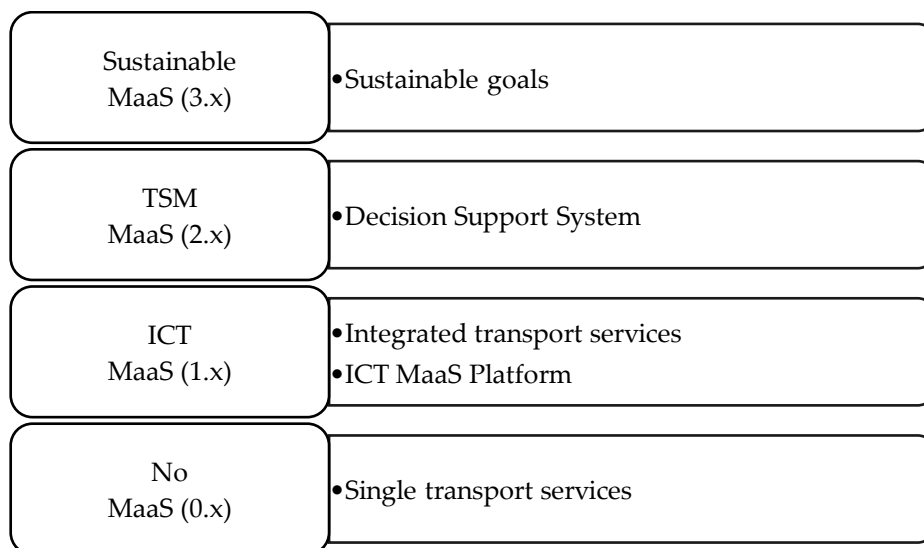 Sustainable
MaaS (3.x)
•Sustainable goals
TSM
MaaS (2.x)
•Decision Support System
ICT
MaaS (1.x)
•Integrated transport services
•ICT MaaS Platform
No
MaaS (0.x)
•Single transport services